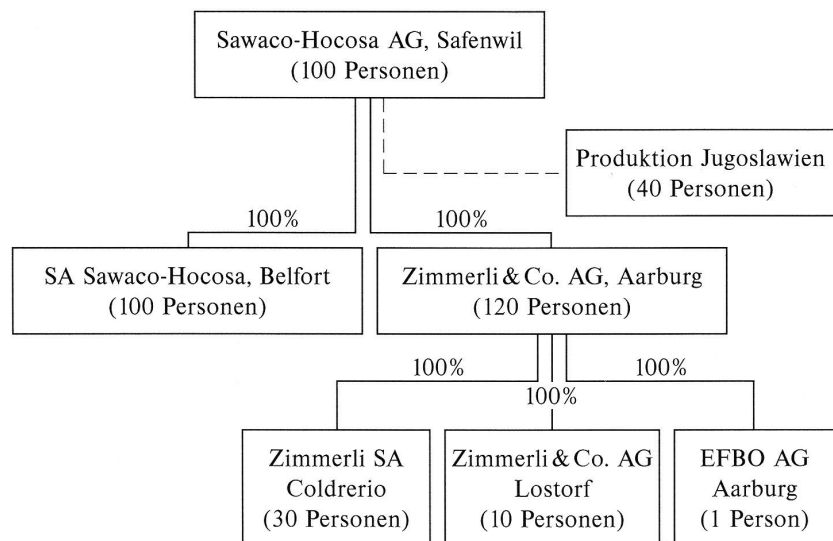 Sawaco-Hocosa AG, Safenwil
(100 Personen)
Produktion Jugoslawien
(40 Personen)
100%
100%
SA Sawaco-Hocosa, Belfort
(100 Personen)
Zimmerli & Co. AG, Aarburg
(120 Personen)
100%
100%
100%
Zimmerli SA
Coldrerio
(30 Personen)
Zimmerli & Co. AG
Lostorf
(10 Personen)
EFBO AG
Aarburg
(1 Person)